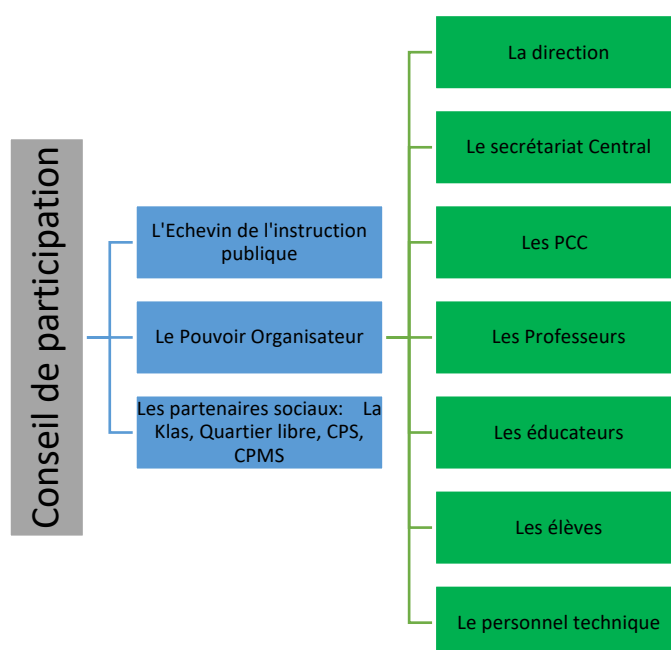 Conseil de participation
L'Echevin de l'instruction
publique
Le Pouvoir Organisateur
Les partenaires sociaux: La
Klas, Quartier libre, CPS,
CPMS
La direction
Le secrétariat Central
Les PCC
Les Professeurs
Les éducateurs
Les élèves
Le personnel technique